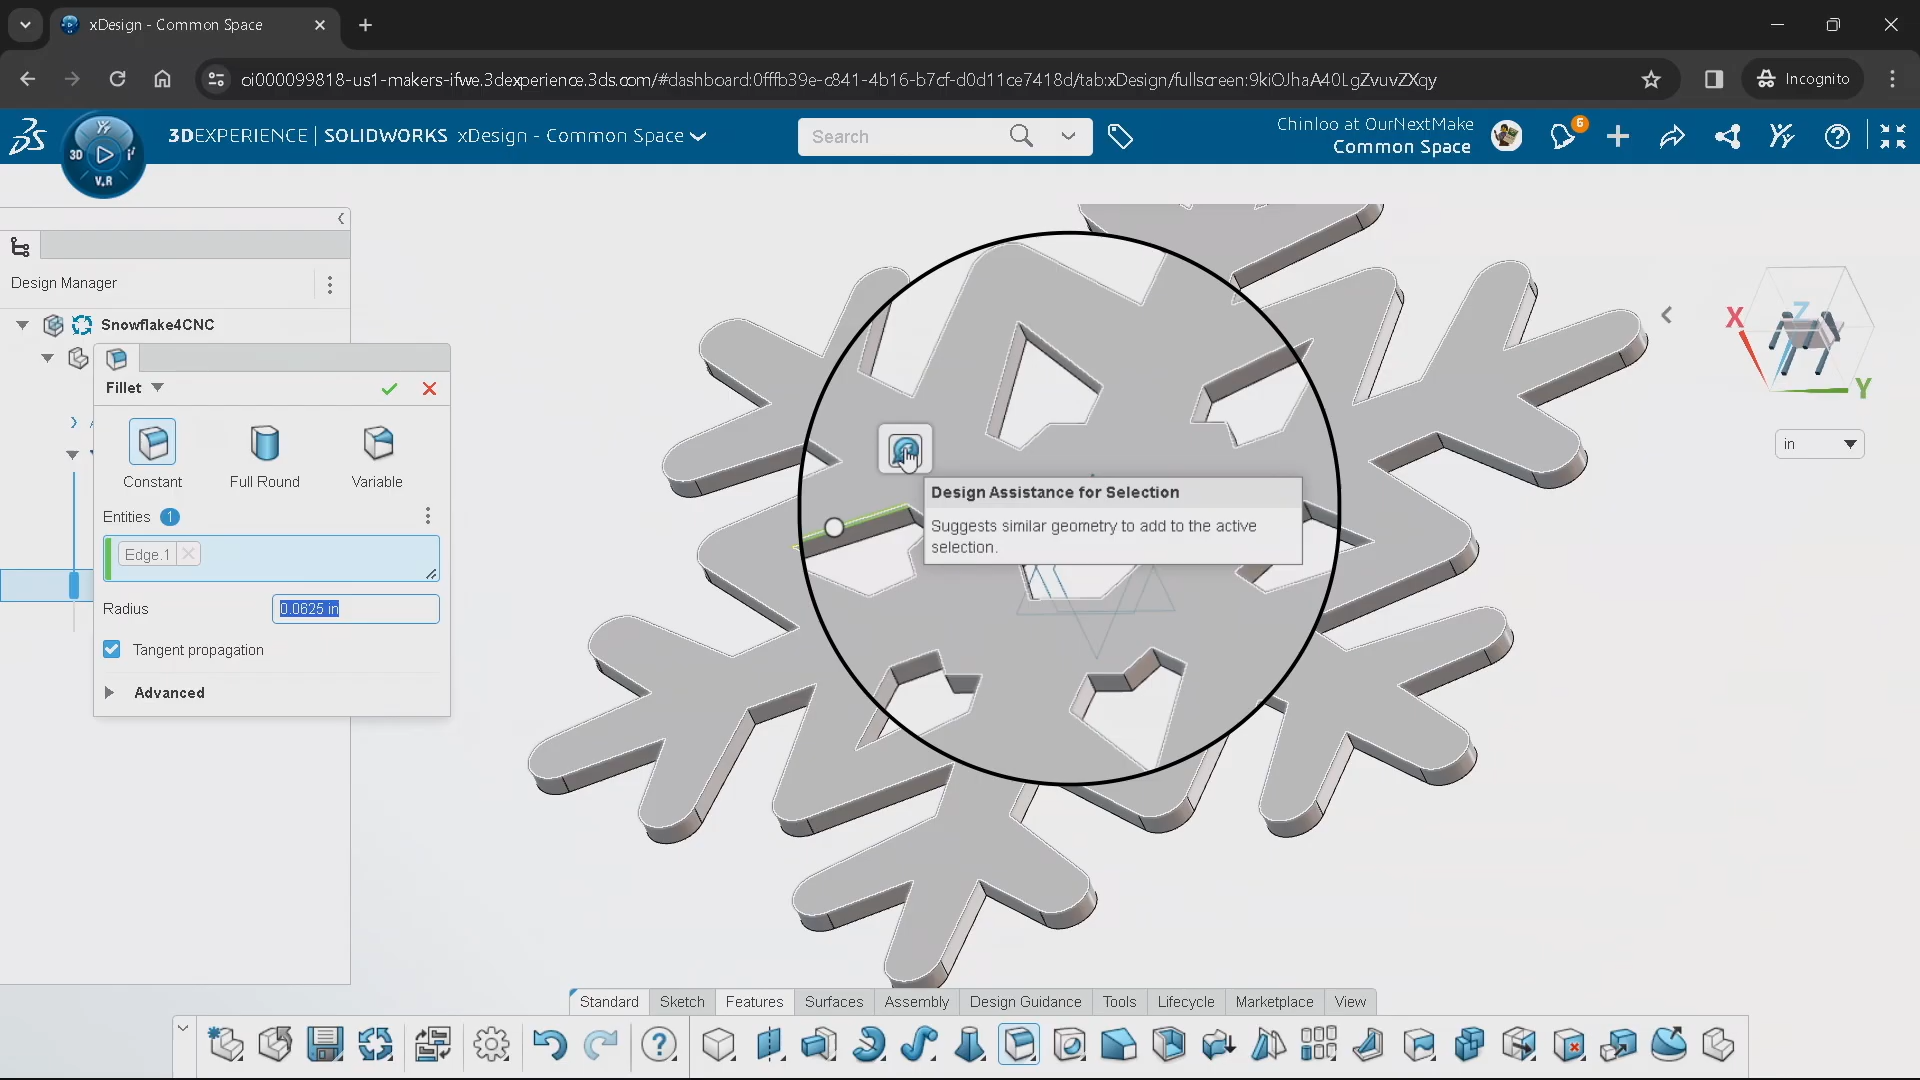 xDesign - Common Space
oi000099818-us1-makers-ifwe.3dexperience.3ds.com/#dashboard:0fffb39e-c841-4b16-b7cf-d0d11ce7418d/tab:xDesign/fullscreen:9kiOJhaA40LgZvuvZXqy
Incognito
3DEXPERIENCE | SOLIDWORKS xDesign - Common Space
3D
V.R
Search
Chinloo at OurNextMake
Common Space
6
Design Manager
Snowflake4CNC
Fillet
Constant
Full Round
Variable
Entities 1
Edge.1
Radius
0.0625 in
Tangent propagation
Advanced
Design Assistance for Selection
Suggests similar geometry to add to the active
selection.
X
Z
Y
in
Standard
Sketch
Features
Surfaces
Assembly
Design Guidance
Tools
Lifecycle
Marketplace
View